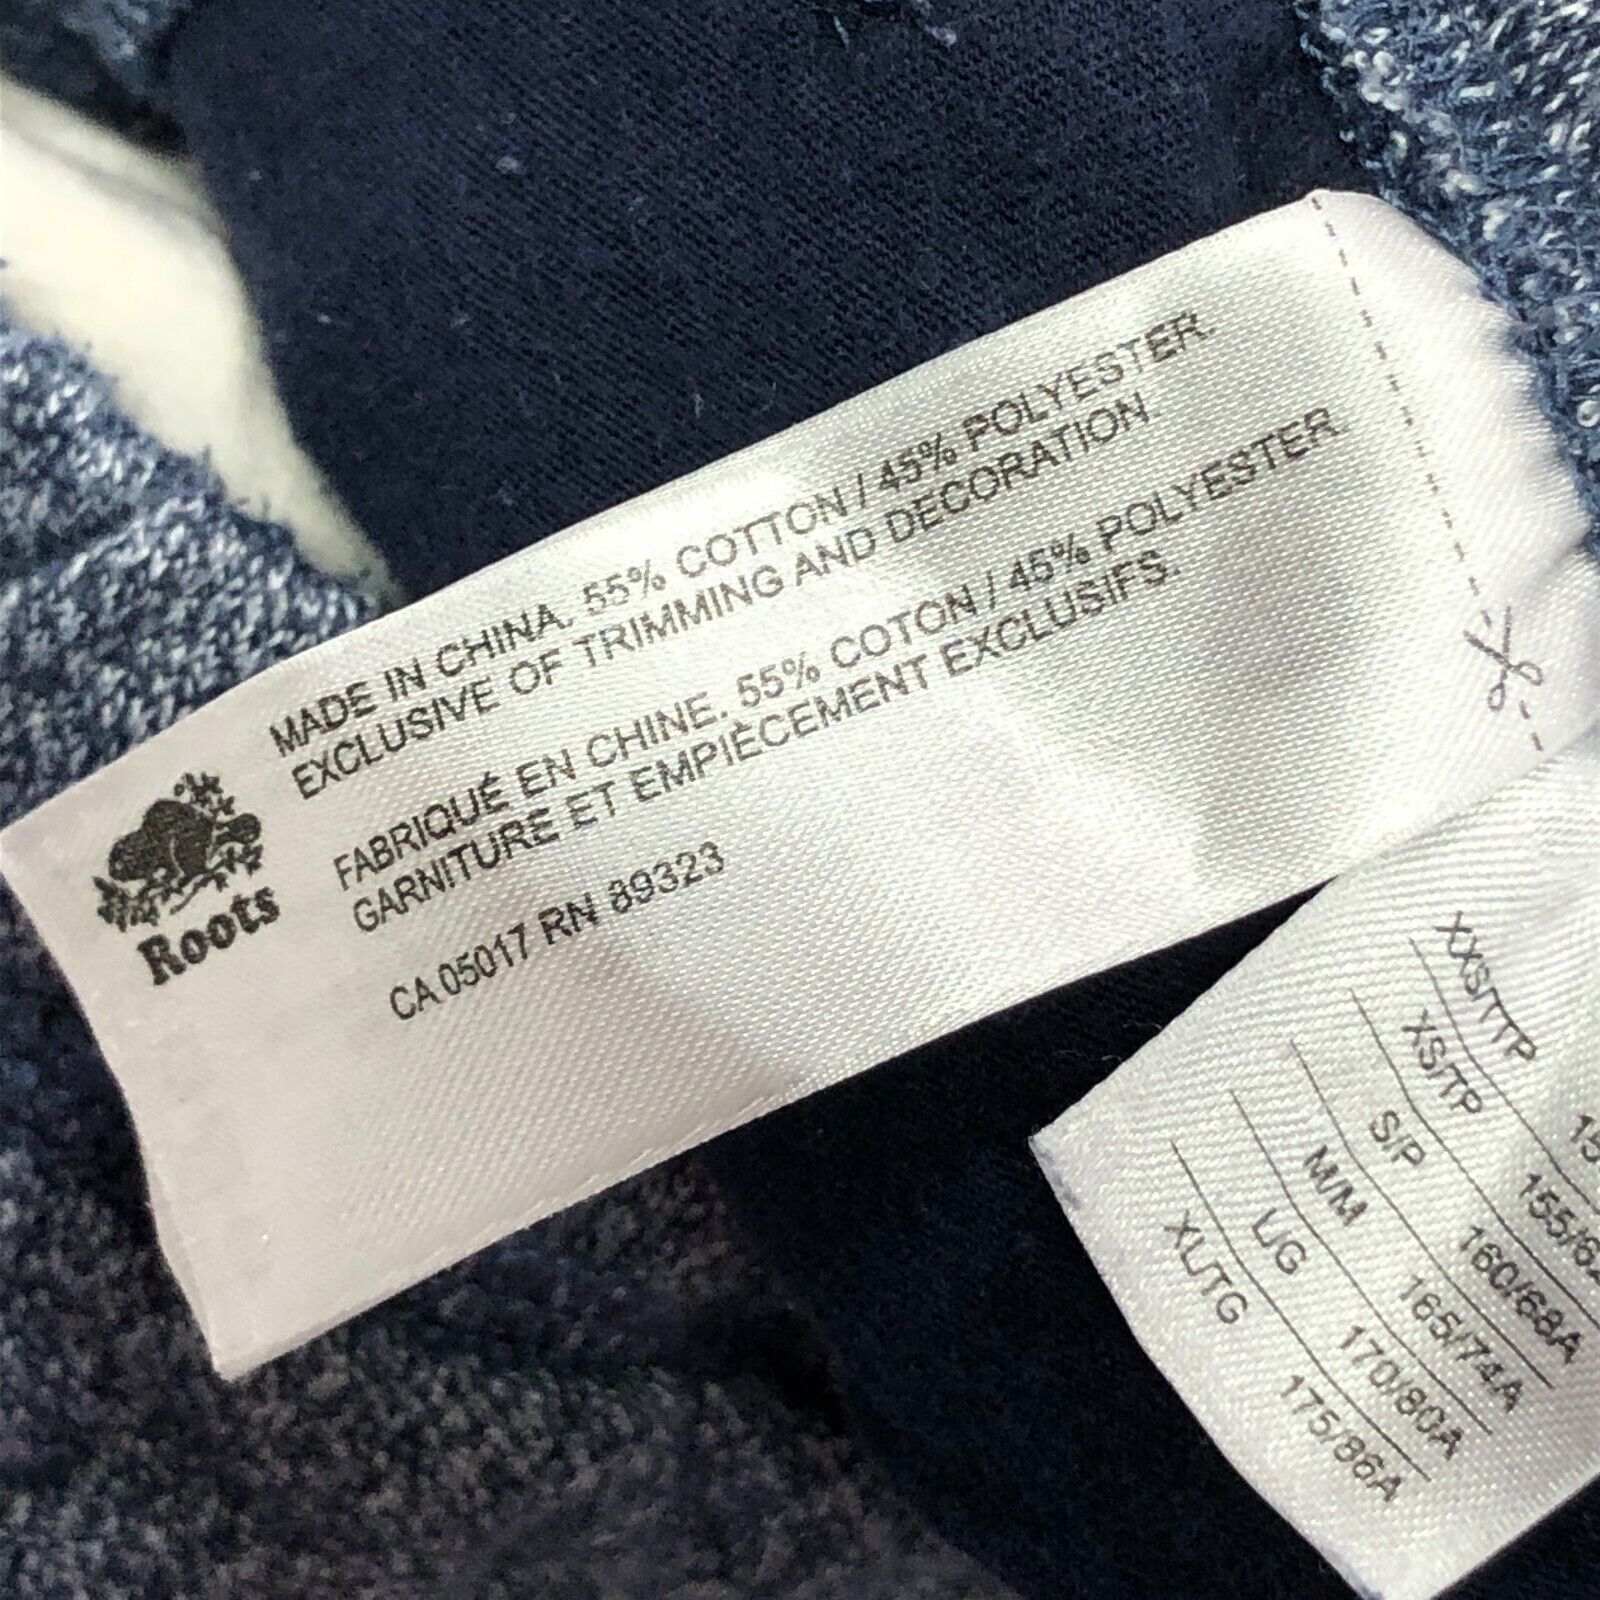 MADE IN CHINA. 55% COTTON / 45% POLYESTER.
EXCLUSIVE OF TRIMMING AND DECORATION.
FABRIQUÉ EN CHINE. 55% COTON / 45% POLYESTER
GARNITURE ET EMPIÈCEMENT EXCLUSIFS.
CA 05017 RN 89323
Roots
XXS/TTP
XS/TP
S/P 160/68A
M/M 165/74A
L/G 170/80A
XL/TG 175/86A